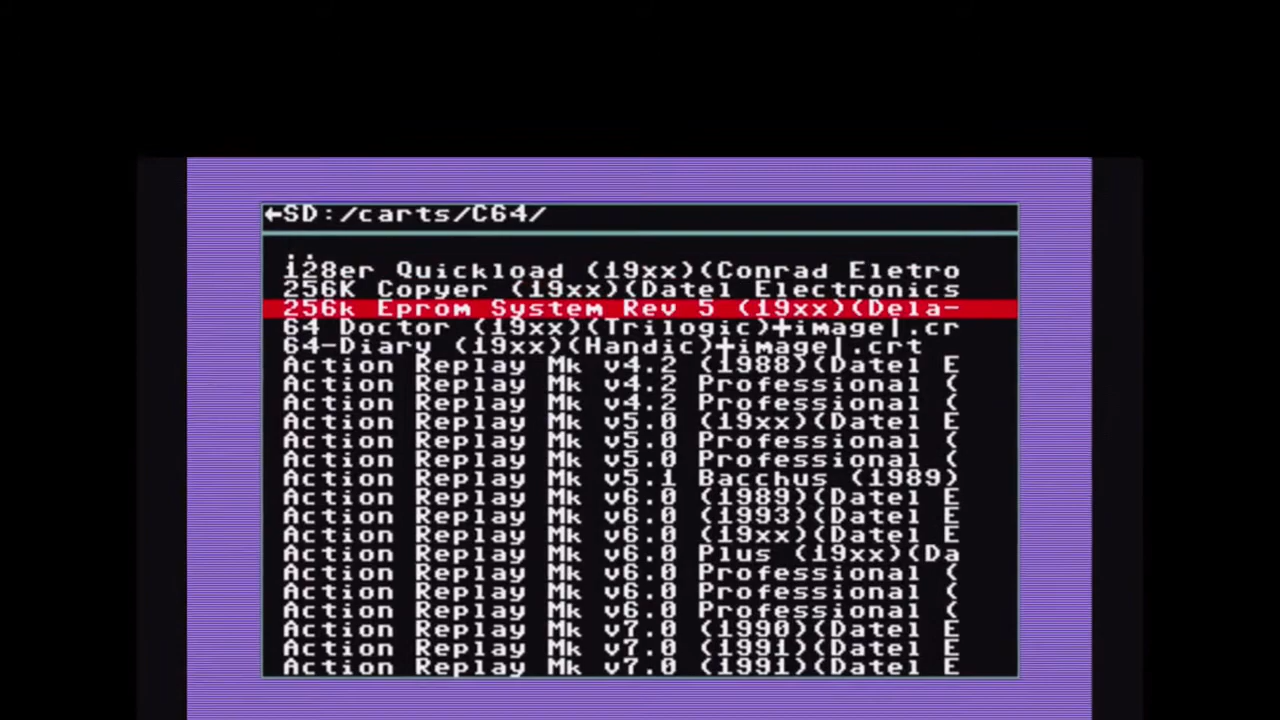 ←SD:/carts/C64/
..
128er Quickload (19xx)(Conrad Eletro
256K Copyer (19xx)(Datel Electronics
256k Eprom System Rev 5 (19xx)(Dela-
64 Doctor (19xx)(Trilogic)+image|.cr
64-Diary (19xx)(Handic)+image|.crt
Action Replay Mk v4.2 (1988)(Datel E
Action Replay Mk v4.2 Professional (
Action Replay Mk v4.2 Professional (
Action Replay Mk v5.0 (19xx)(Datel E
Action Replay Mk v5.0 Professional (
Action Replay Mk v5.0 Professional (
Action Replay Mk v5.1 Bacchus (1989)
Action Replay Mk v6.0 (1989)(Datel E
Action Replay Mk v6.0 (1993)(Datel E
Action Replay Mk v6.0 (19xx)(Datel E
Action Replay Mk v6.0 Plus (19xx)(Da
Action Replay Mk v6.0 Professional (
Action Replay Mk v6.0 Professional (
Action Replay Mk v6.0 Professional (
Action Replay Mk v7.0 (1990)(Datel E
Action Replay Mk v7.0 (1991)(Datel E
Action Replay Mk v7.0 (1991)(Datel E